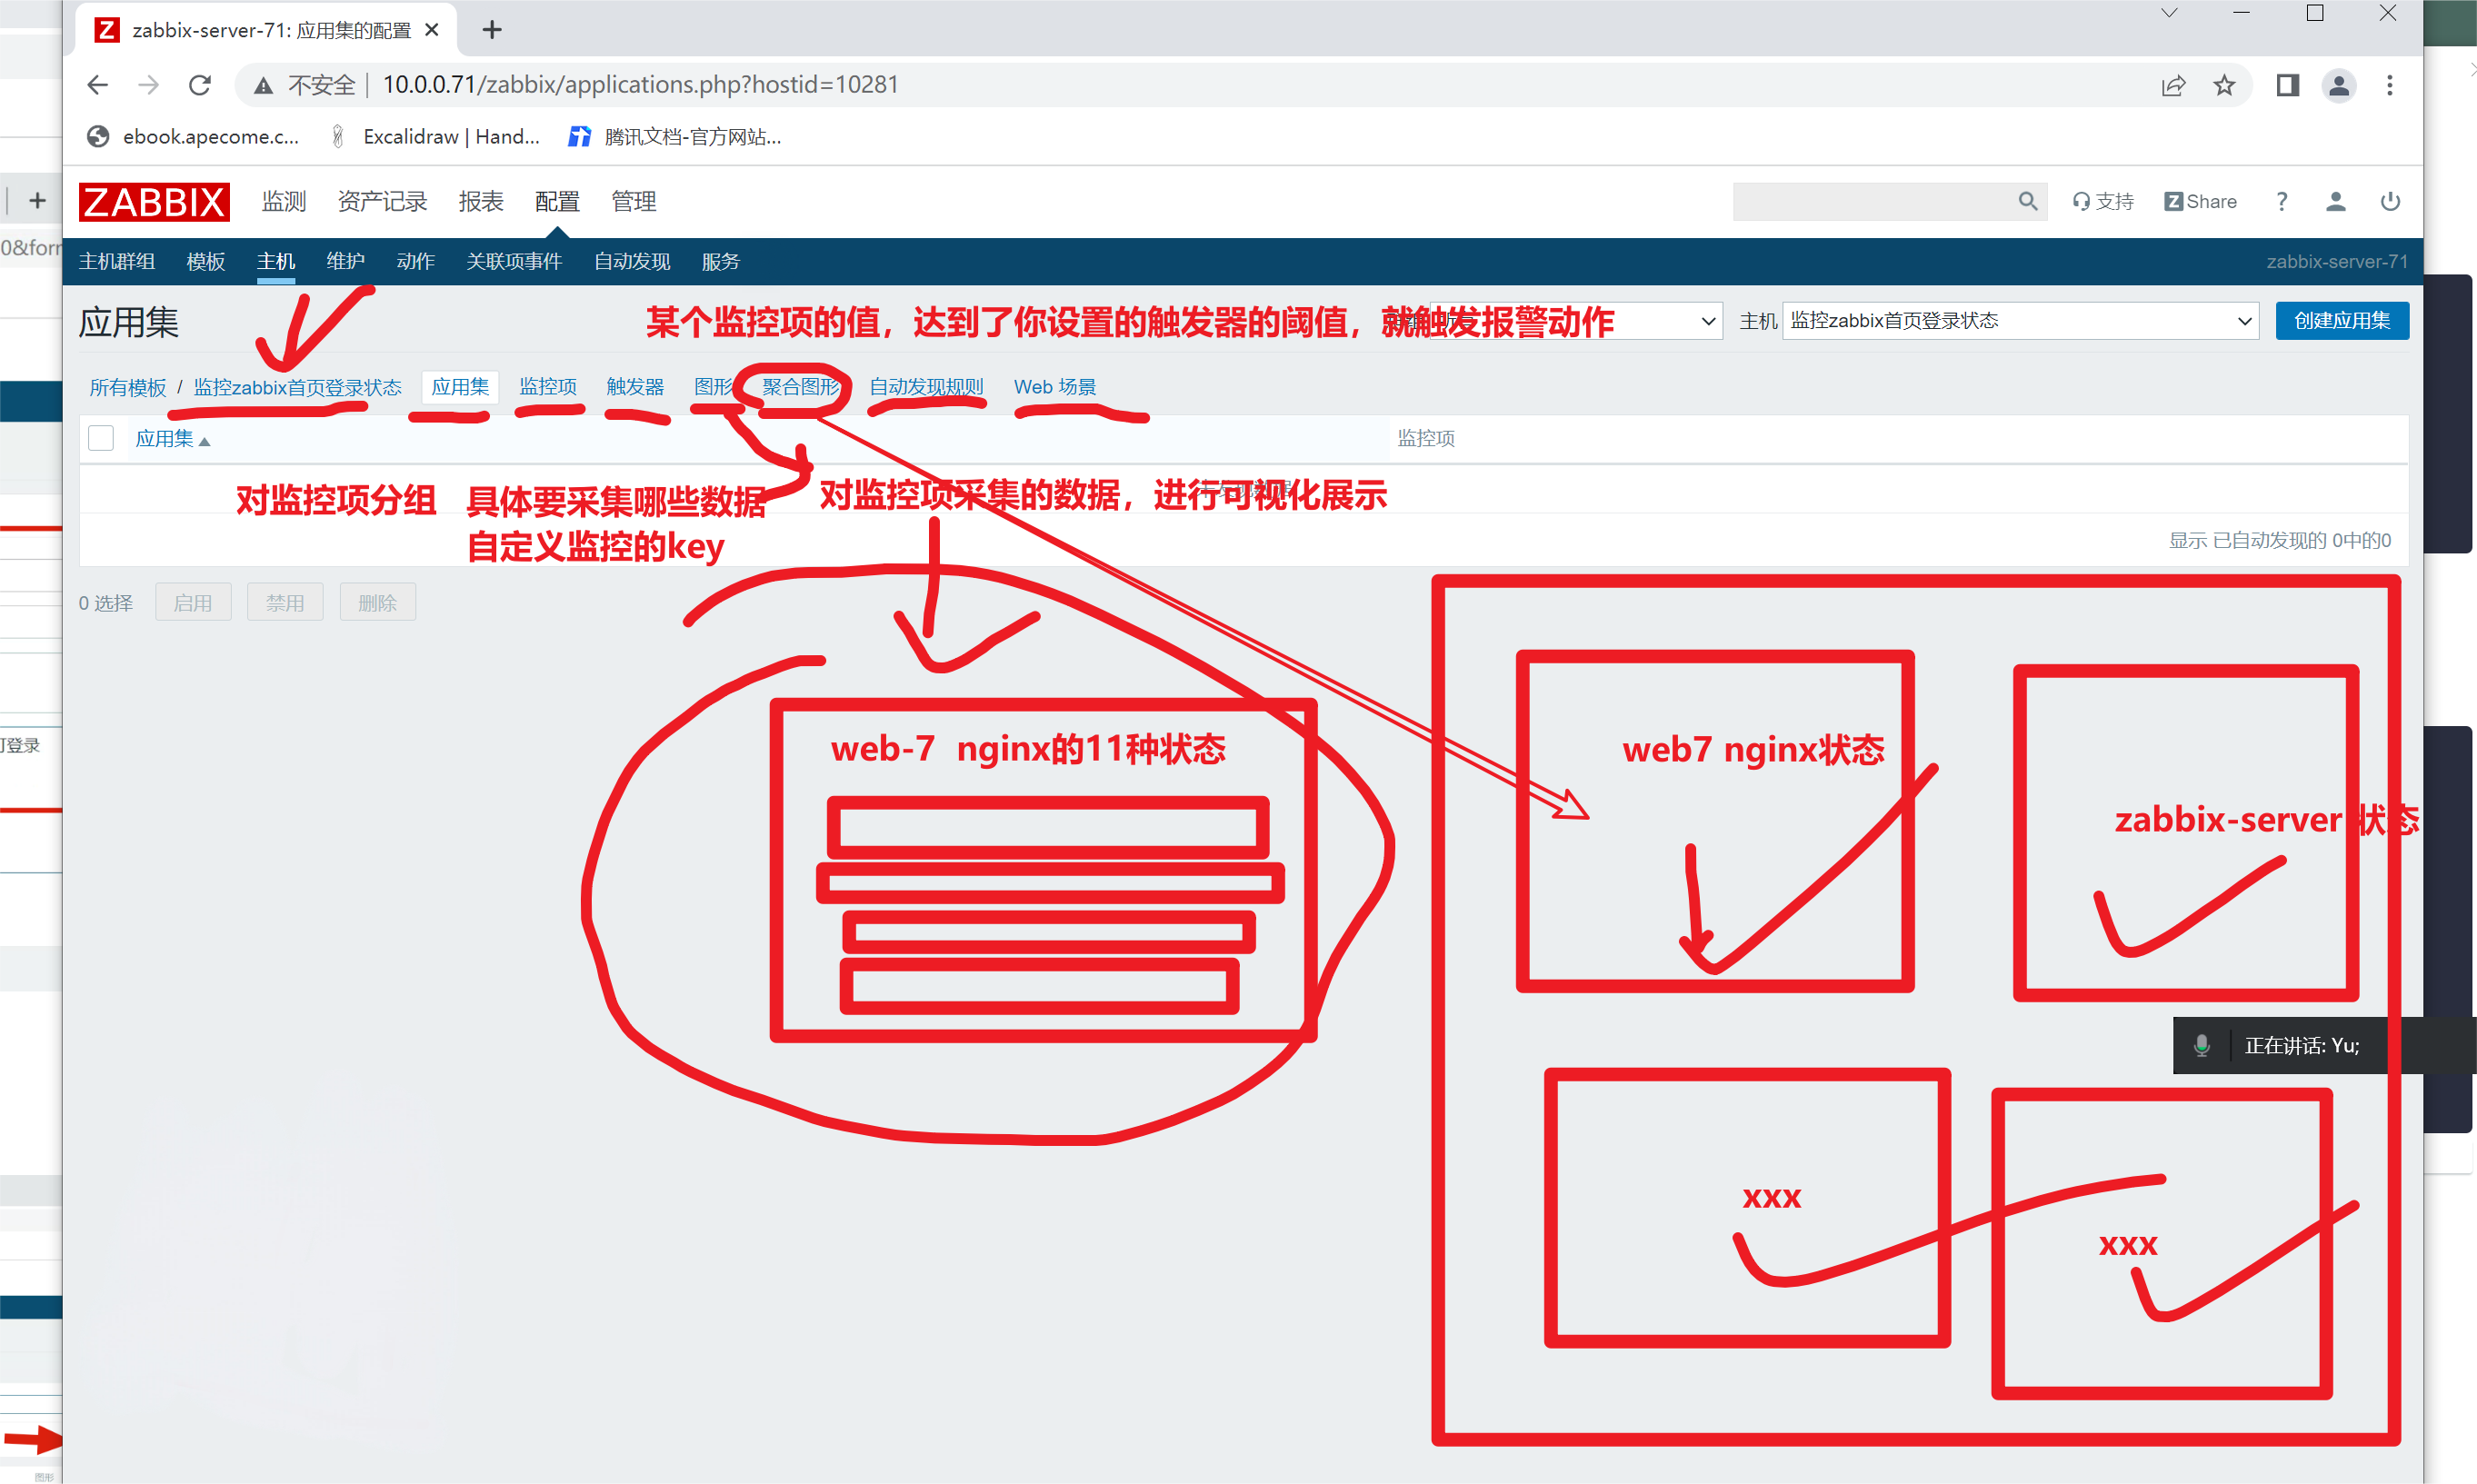 zabbix-server-71: 应用集的配置
不安全 | 10.0.0.71/zabbix/applications.php?hostid=10281
ebook.apecome.c... Excalidraw | Hand... 腾讯文档-官方网站...
ZABBIX 监测 资产记录 报表 配置 管理 支持 Z Share ?
0&for
主机群组 模板 主机 维护 动作 关联项事件 自动发现 服务 zabbix-server-71
应用集 主机 监控zabbix首页登录状态 创建应用集
某个监控项的值，达到了你设置的触发器的阈值，就触发报警动作
所有模板 / 监控zabbix首页登录状态 应用集 监控项 触发器 图形 聚合图形 自动发现规则 Web 场景
应用集 监控项
对监控项分组 具体要采集哪些数据 对监控项采集的数据，进行可视化展示
自定义监控的key
显示 已自动发现的 0中的0
0 选择 启用 禁用 删除
web-7 nginx的11种状态
web7 nginx状态
登录
zabbix-server 状态
正在讲话: Yu;
xxx
xxx
图形